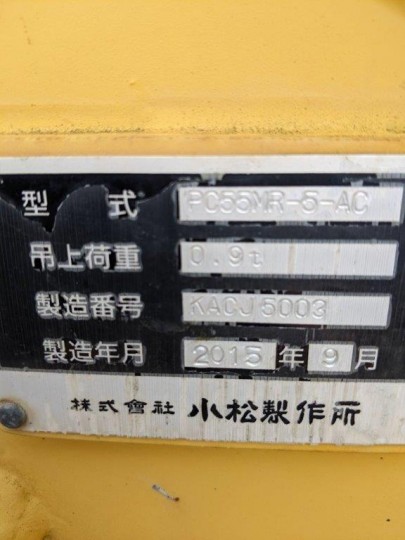 型 式 PC55MR-5-AC
吊上荷重 0.9t
製造番号 KACJ5003
製造年月 2015 年 9 月
株式會社 小松製作所